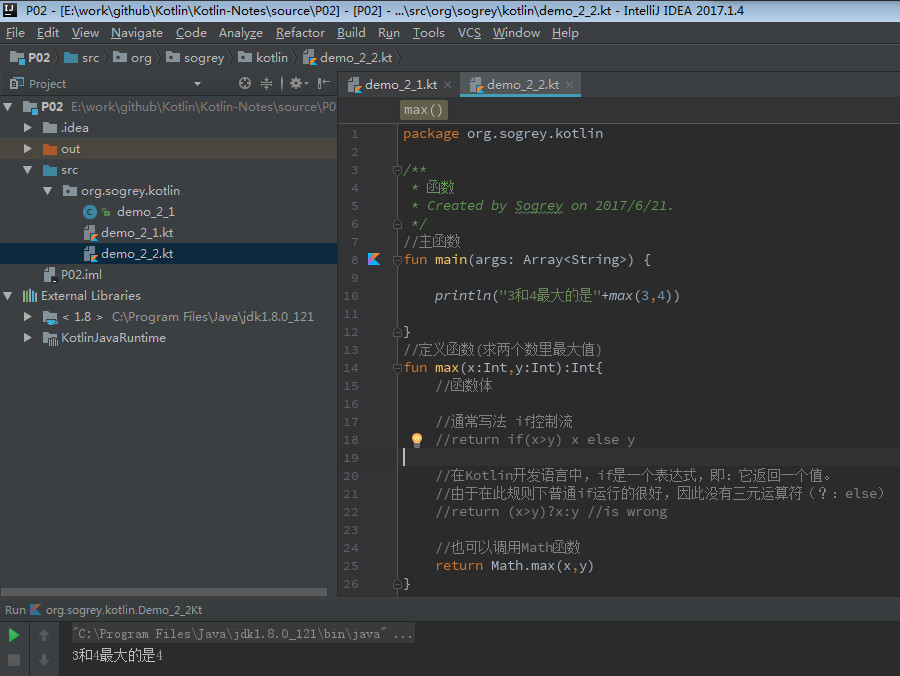 P02 - [E:\work\github\Kotlin\Kotlin-Notes\source\P02] - [P02] - ...\src\org\sogrey\kotlin\demo_2_2.kt - IntelliJ IDEA 2017.1.4
File Edit View Navigate Code Analyze Refactor Build Run Tools VCS Window Help
P02 src org sogrey kotlin demo_2_2.kt
Project
P02 E:\work\github\Kotlin\Kotlin-Notes\source\P0
.idea
out
src
org.sogrey.kotlin
demo_2_1
demo_2_1.kt
demo_2_2.kt
P02.iml
External Libraries
< 1.8 > C:\Program Files\Java\jdk1.8.0_121
KotlinJavaRuntime
demo_2_1.kt demo_2_2.kt
max()
1 package org.sogrey.kotlin
2
3 /**
4 * 函数
5 * Created by Sogrey on 2017/6/21.
6 */
7 //主函数
8 fun main(args: Array<String>) {
9
10 println("3和4最大的是"+max(3,4))
11
12 }
13 //定义函数(求两个数里最大值)
14 fun max(x:Int,y:Int):Int{
15 //函数体
16
17 //通常写法 if控制流
18 //return if(x>y) x else y
19
20 //在Kotlin开发语言中，if是一个表达式，即：它返回一个值。
21 //由于在此规则下普通if运行的很好，因此没有三元运算符（？：else）
22 //return (x>y)?x:y //is wrong
23
24 //也可以调用Math函数
25 return Math.max(x,y)
26 }
Run org.sogrey.kotlin.Demo_2_2Kt
"C:\Program Files\Java\jdk1.8.0_121\bin\java" ...
3和4最大的是4